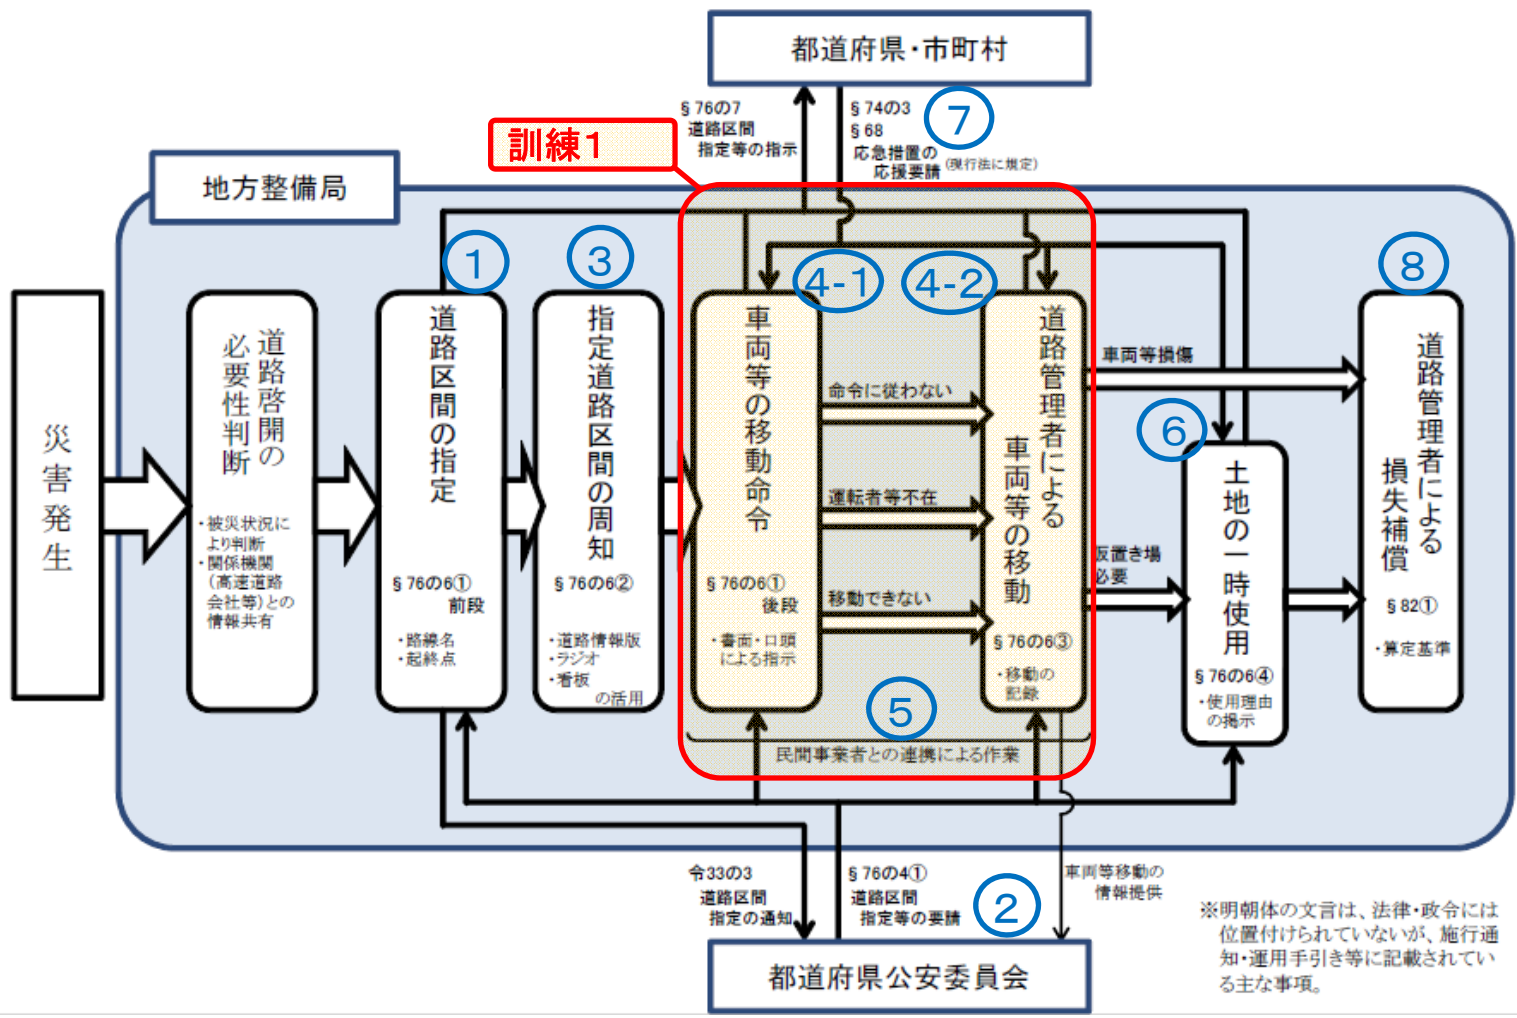 都道府県・市町村
§76の7
道路区間
指定等の指示
§74の3
§68
応急措置の
応援要請
(現行法に規定)
⑦
訓練１
地方整備局
①
③
4-1
4-2
⑧
災害発生
道路啓開の
必要性判断
・被災状況に
より判断
・関係機関
（高速道路
会社等）との
情報共有
道路区間の指定
§76の6①
前段
・路線名
・起終点
指定道路区間の周知
§76の6②
・道路情報版
・ラジオ
・看板
の活用
車両等の移動命令
§76の6①
後段
・書面・口頭
による指示
命令に従わない
運転者等不在
移動できない
道路管理者による
車両等の移動
§76の6③
・移動の
記録
⑤
民間事業者との連携による作業
車両等損傷
仮置き場
必要
⑥
土地の一時使用
§76の6④
・使用理由
の掲示
道路管理者による
損失補償
§82①
・算定基準
令33の3
道路区間
指定の通知
§76の4①
道路区間
指定等の要請
②
車両等移動の
情報提供
都道府県公安委員会
※明朝体の文言は、法律・政令には
位置付けられていないが、施行通
知・運用手引き等に記載されてい
る主な事項。